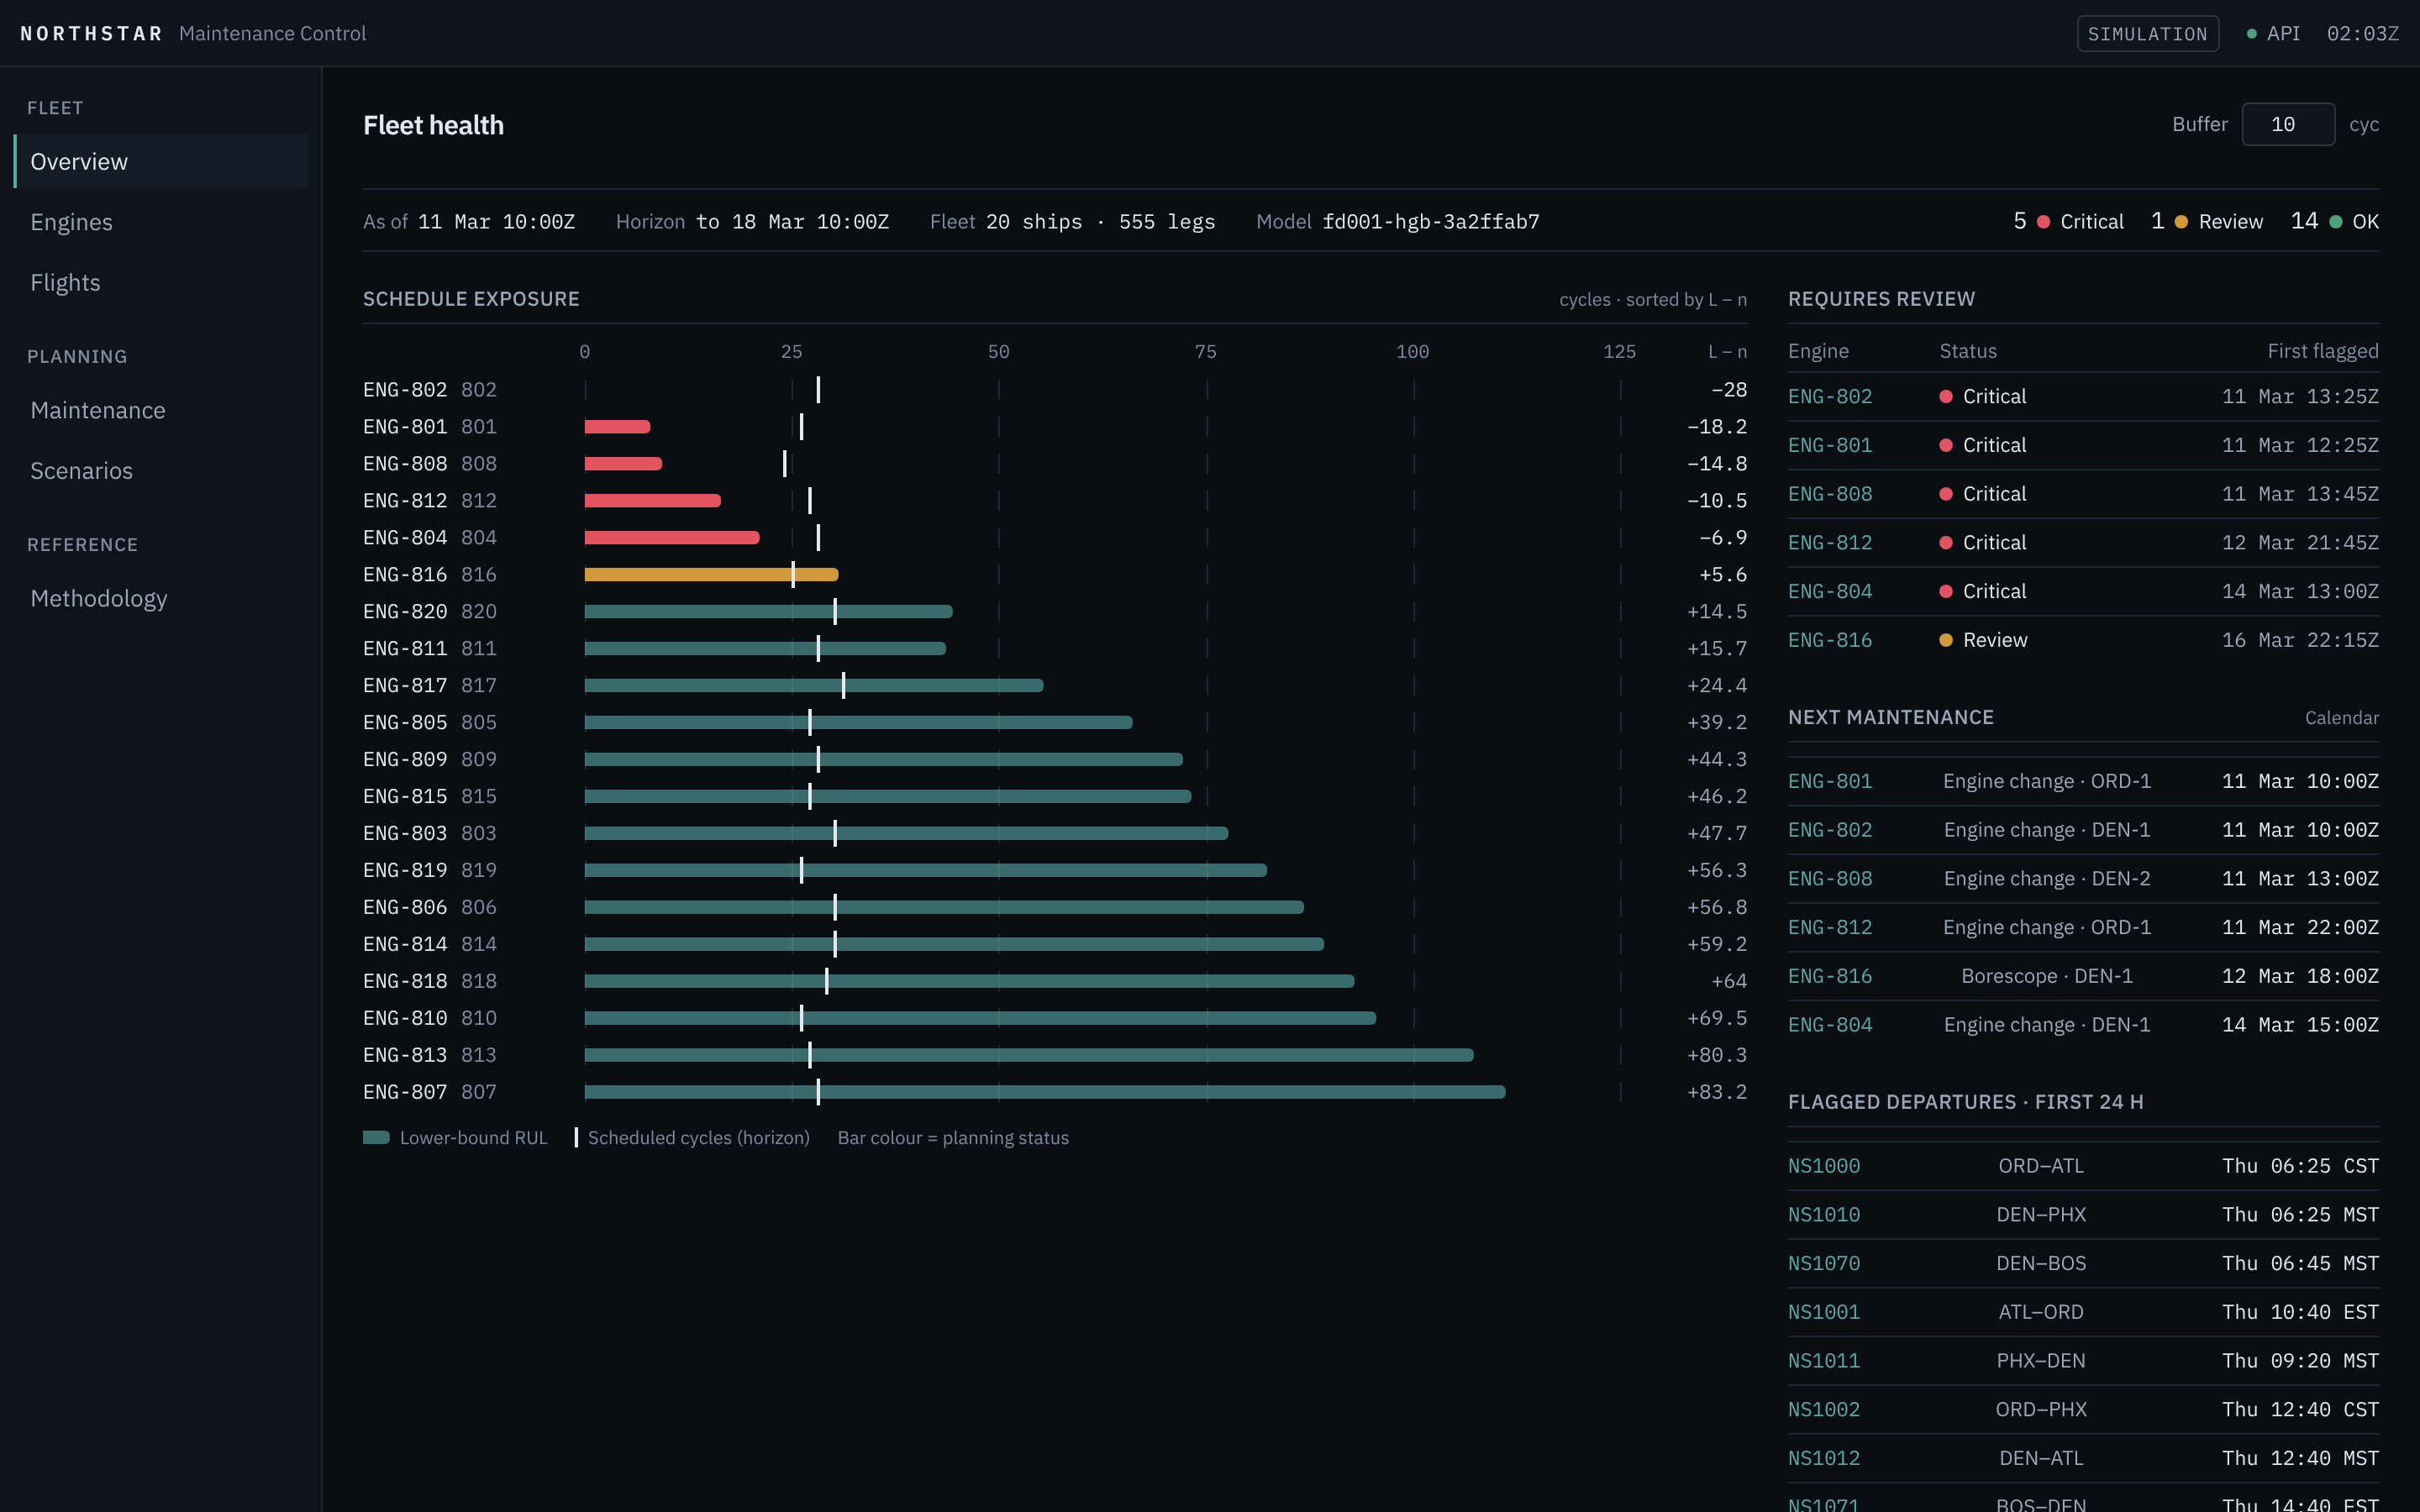 NORTHSTAR Maintenance Control SIMULATION API 02:03Z
FLEET
Overview
Engines
Flights
PLANNING
Maintenance
Scenarios
REFERENCE
Methodology
Fleet health Buffer 10 cyc
As of 11 Mar 10:00Z Horizon to 18 Mar 10:00Z Fleet 20 ships · 555 legs Model fd001-hgb-3a2ffab7 5 Critical 1 Review 14 OK
SCHEDULE EXPOSURE cycles · sorted by L – n
0 25 50 75 100 125 L – n
ENG-802 802 −28
ENG-801 801 −18.2
ENG-808 808 −14.8
ENG-812 812 −10.5
ENG-804 804 −6.9
ENG-816 816 +5.6
ENG-820 820 +14.5
ENG-811 811 +15.7
ENG-817 817 +24.4
ENG-805 805 +39.2
ENG-809 809 +44.3
ENG-815 815 +46.2
ENG-803 803 +47.7
ENG-819 819 +56.3
ENG-806 806 +56.8
ENG-814 814 +59.2
ENG-818 818 +64
ENG-810 810 +69.5
ENG-813 813 +80.3
ENG-807 807 +83.2
Lower-bound RUL Scheduled cycles (horizon) Bar colour = planning status
REQUIRES REVIEW
Engine Status First flagged
ENG-802 Critical 11 Mar 13:25Z
ENG-801 Critical 11 Mar 12:25Z
ENG-808 Critical 11 Mar 13:45Z
ENG-812 Critical 12 Mar 21:45Z
ENG-804 Critical 14 Mar 13:00Z
ENG-816 Review 16 Mar 22:15Z
NEXT MAINTENANCE Calendar
ENG-801 Engine change · ORD-1 11 Mar 10:00Z
ENG-802 Engine change · DEN-1 11 Mar 10:00Z
ENG-808 Engine change · DEN-2 11 Mar 13:00Z
ENG-812 Engine change · ORD-1 11 Mar 22:00Z
ENG-816 Borescope · DEN-1 12 Mar 18:00Z
ENG-804 Engine change · DEN-1 14 Mar 15:00Z
FLAGGED DEPARTURES · FIRST 24 H
NS1000 ORD–ATL Thu 06:25 CST
NS1010 DEN–PHX Thu 06:25 MST
NS1070 DEN–BOS Thu 06:45 MST
NS1001 ATL–ORD Thu 10:40 EST
NS1011 PHX–DEN Thu 09:20 MST
NS1002 ORD–PHX Thu 12:40 CST
NS1012 DEN–ATL Thu 12:40 MST
NS1071 BOS–DEN Thu 14:40 EST